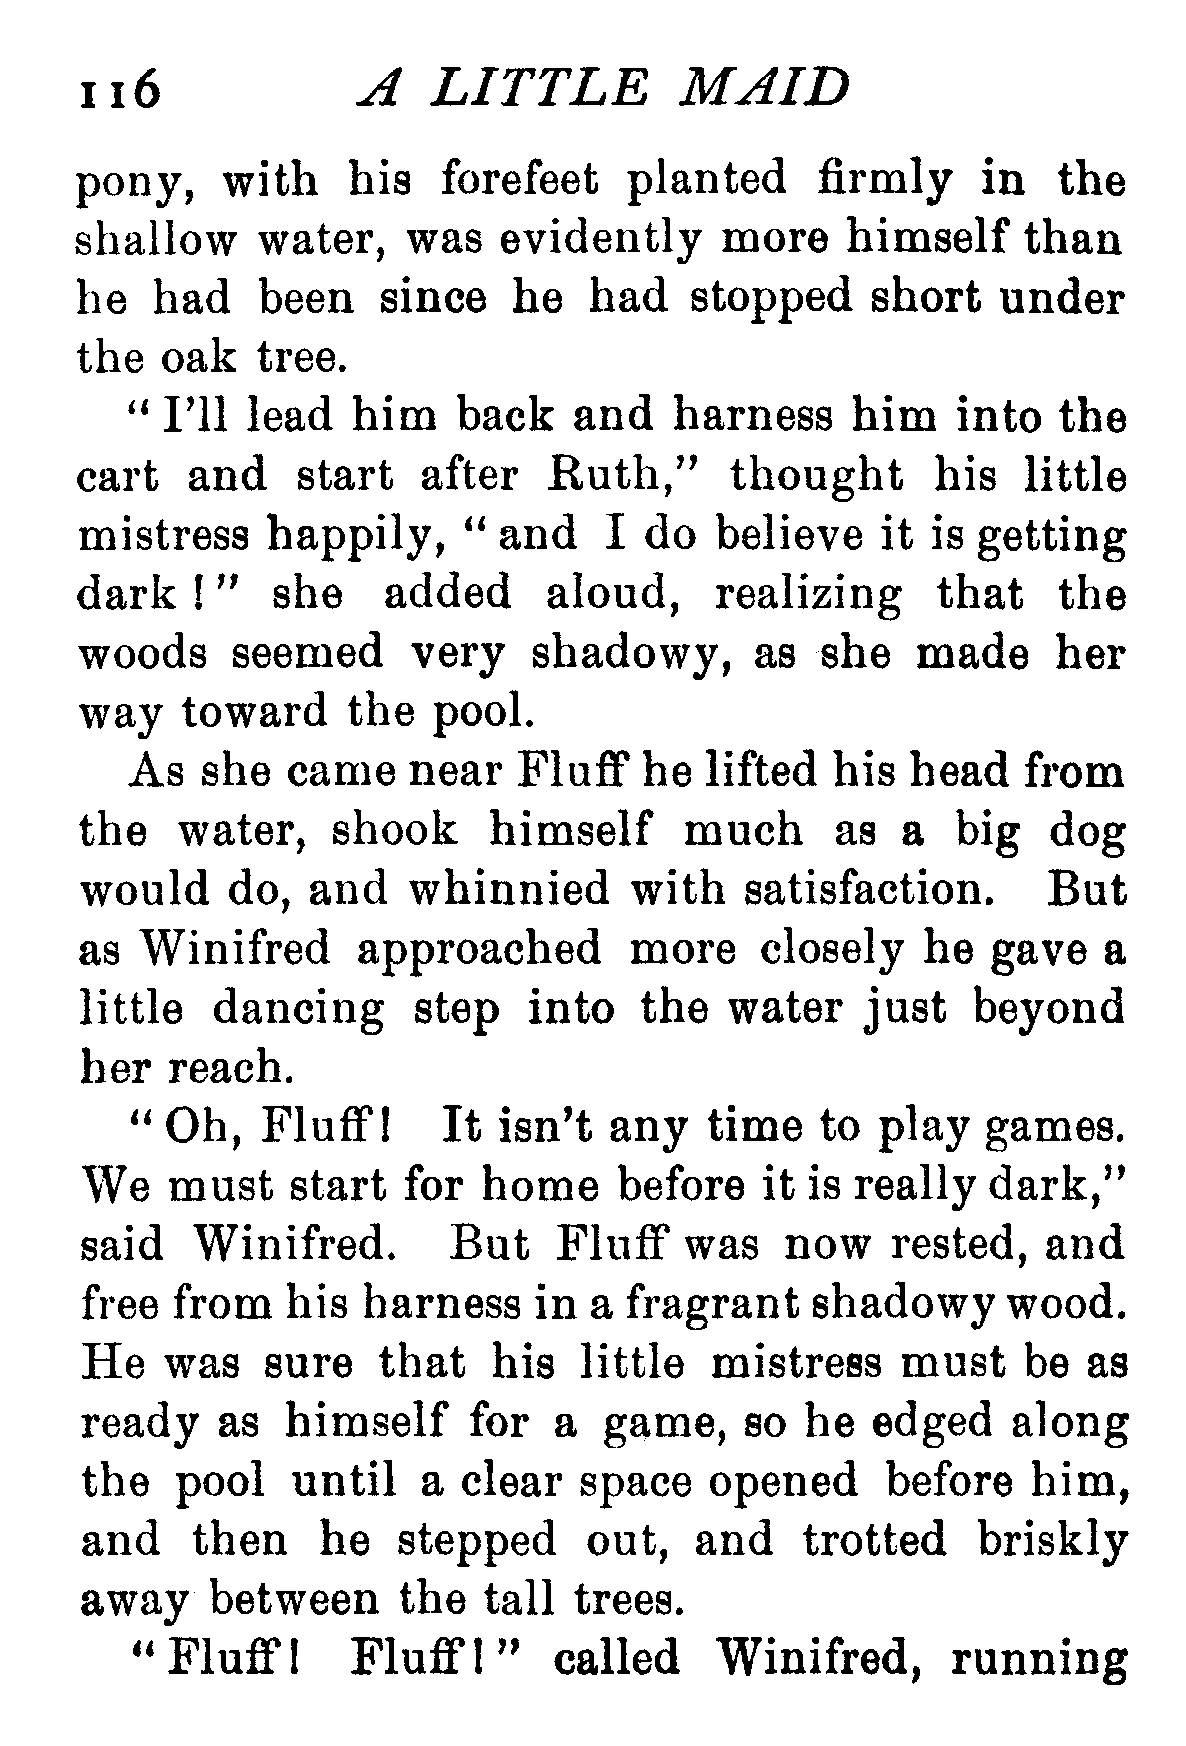 116 A LITTLE MAID
pony, with his forefeet planted firmly in the
shallow water, was evidently more himself than
he had been since he had stopped short under
the oak tree.
“ I’ll lead him back and harness him into the
cart and start after Ruth,” thought his little
mistress happily, “ and I do believe it is getting
dark ! ” she added aloud, realizing that the
woods seemed very shadowy, as she made her
way toward the pool.
As she came near Fluff he lifted his head from
the water, shook himself much as a big dog
would do, and whinnied with satisfaction. But
as Winifred approached more closely he gave a
little dancing step into the water just beyond
her reach.
“ Oh, Fluff! It isn’t any time to play games.
We must start for home before it is really dark,”
said Winifred. But Fluff was now rested, and
free from his harness in a fragrant shadowy wood.
He was sure that his little mistress must be as
ready as himself for a game, so he edged along
the pool until a clear space opened before him,
and then he stepped out, and trotted briskly
away between the tall trees.
“ Fluff! Fluff! ” called Winifred, running